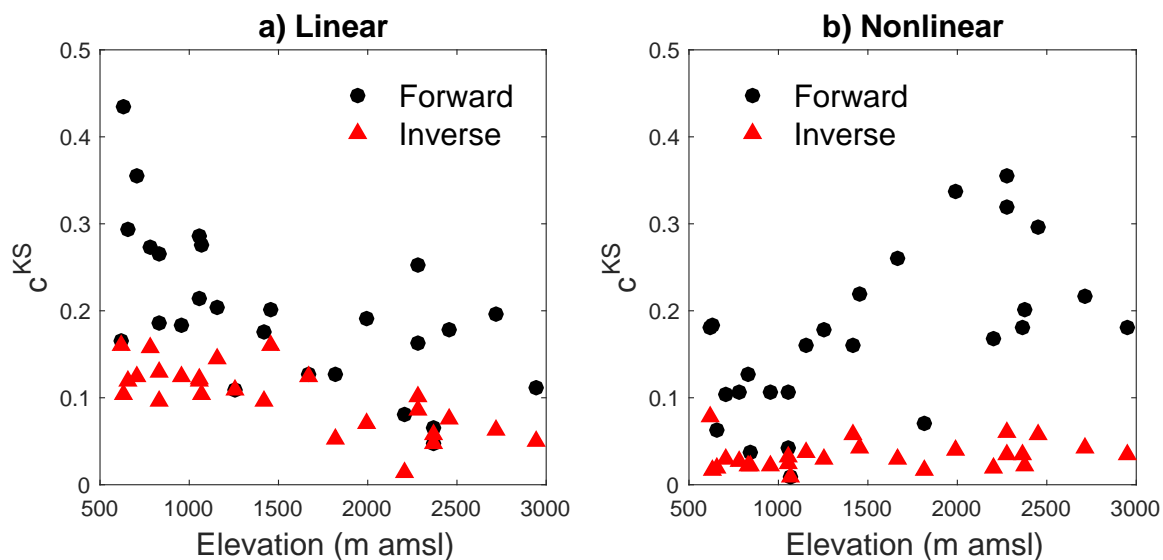 a) Linear
0.5
0.4
0.3
0.2
0.1
0
c^KS
Forward
Inverse
500 1000 1500 2000 2500 3000
Elevation (m amsl)
b) Nonlinear
0.5
0.4
0.3
0.2
0.1
0
Forward
Inverse
500 1000 1500 2000 2500 3000
Elevation (m amsl)